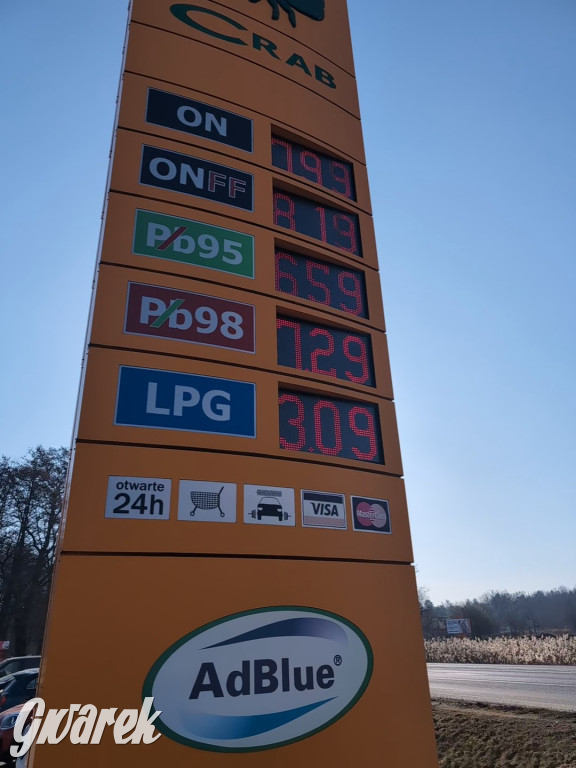 CRAB
ON 7.99
ONFF 8.19
Pb95 6.59
Pb98 7.29
LPG 3.09
otwarte
24h
VISA
MasterCard
AdBlue®
Gwarek